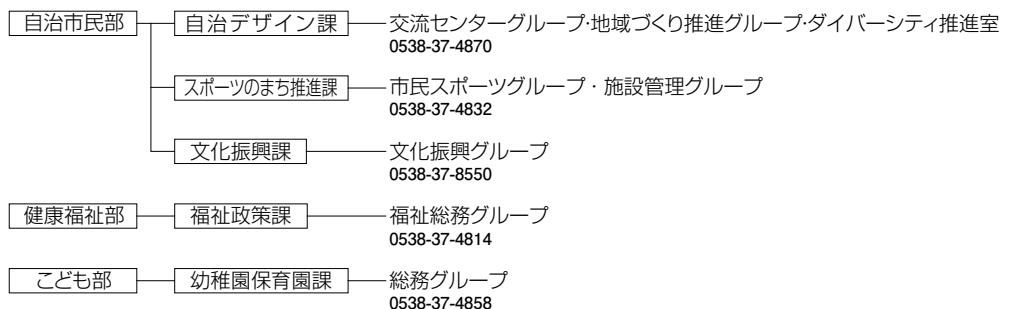 自治市民部 自治デザイン課 交流センターグループ・地域づくり推進グループ・ダイバーシティ推進室
0538-37-4870
スポーツのまち推進課 市民スポーツグループ・施設管理グループ
0538-37-4832
文化振興課 文化振興グループ
0538-37-8550
健康福祉部 福祉政策課 福祉総務グループ
0538-37-4814
こども部 幼稚園保育園課 総務グループ
0538-37-4858